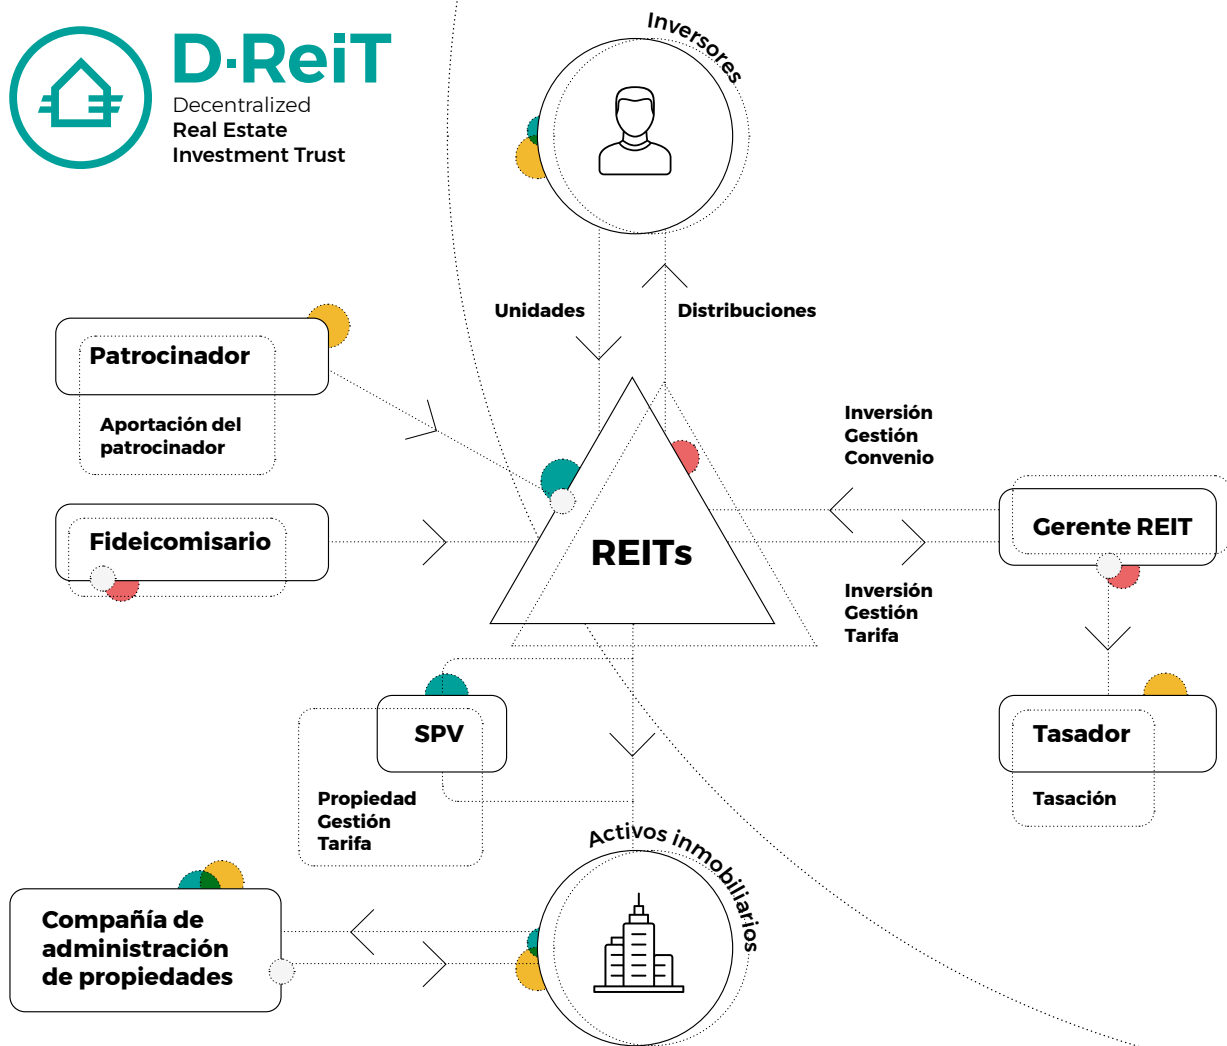 D·ReiT
Decentralized
Real Estate
Investment Trust
Inversores
Unidades
Distribuciones
Patrocinador
Aportación del
patrocinador
Fideicomisario
REITs
Inversión
Gestión
Convenio
Gerente REIT
Inversión
Gestión
Tarifa
SPV
Propiedad
Gestión
Tarifa
Tasador
Tasación
Activos inmobiliarios
Compañía de
administración
de propiedades